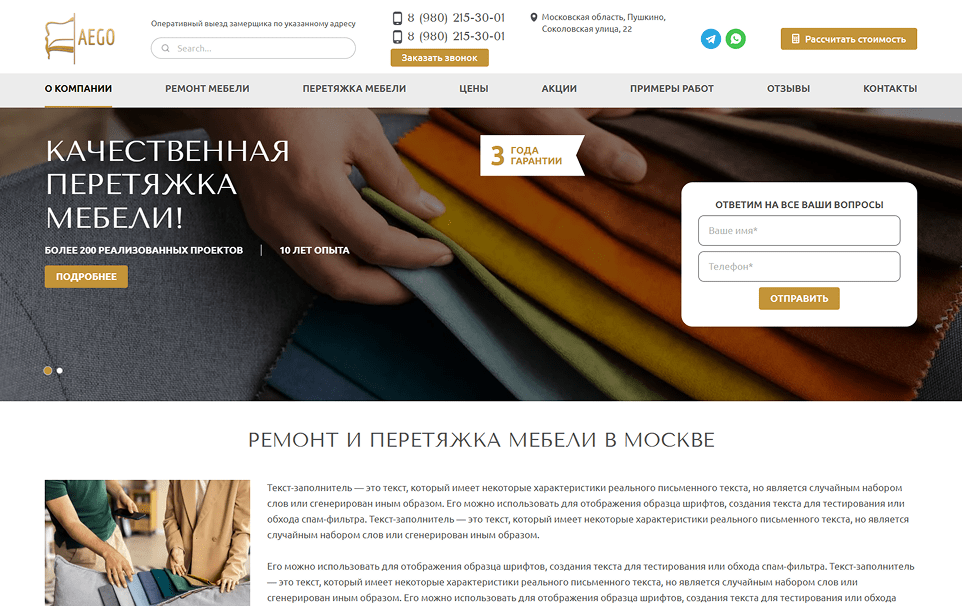 AEGO
Оперативный выезд замерщика по указанному адресу
Search...
8 (980) 215-30-01
8 (980) 215-30-01
Заказать звонок
Московская область, Пушкино,
Соколовская улица, 22
Рассчитать стоимость
О КОМПАНИИ
РЕМОНТ МЕБЕЛИ
ПЕРЕТЯЖКА МЕБЕЛИ
ЦЕНЫ
АКЦИИ
ПРИМЕРЫ РАБОТ
ОТЗЫВЫ
КОНТАКТЫ
КАЧЕСТВЕННАЯ
ПЕРЕТЯЖКА
МЕБЕЛИ!
БОЛЕЕ 200 РЕАЛИЗОВАННЫХ ПРОЕКТОВ | 10 ЛЕТ ОПЫТА
ПОДРОБНЕЕ
3 ГОДА
ГАРАНТИИ
ОТВЕТИМ НА ВСЕ ВАШИ ВОПРОСЫ
Ваше имя*
Телефон*
ОТПРАВИТЬ
РЕМОНТ И ПЕРЕТЯЖКА МЕБЕЛИ В МОСКВЕ
Текст-заполнитель — это текст, который имеет некоторые характеристики реального письменного текста, но является случайным набором
слов или сгенерирован иным образом. Его можно использовать для отображения образца шрифтов, создания текста для тестирования или
обхода спам-фильтра. Текст-заполнитель — это текст, который имеет некоторые характеристики реального письменного текста, но является
случайным набором слов или сгенерирован иным образом.
Его можно использовать для отображения образца шрифтов, создания текста для тестирования или обхода спам-фильтра. Текст-заполнитель
— это текст, который имеет некоторые характеристики реального письменного текста, но является случайным набором слов или
сгенерирован иным образом. Его можно использовать для отображения образца шрифтов, создания текста для тестирования или обхода